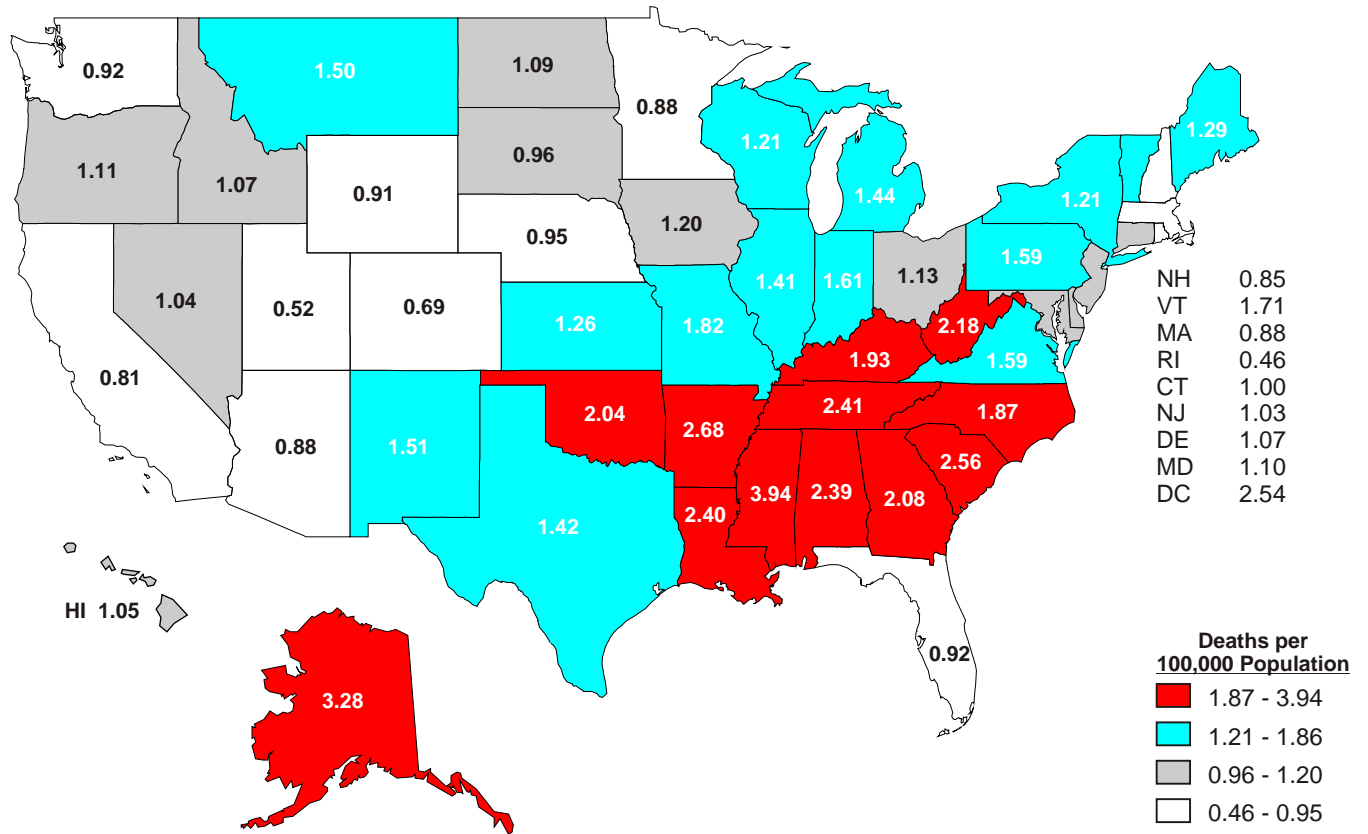 0.92
1.50
1.09
0.88
1.29
1.11
1.07
0.96
1.21
1.44
1.21
0.91
0.95
1.20
1.59
1.04
0.52
0.69
1.26
1.82
1.41
1.61
1.13
2.18
1.59
0.81
0.88
1.51
2.04
2.68
1.93
2.41
1.87
2.56
1.42
2.40
3.94
2.39
2.08
0.92
HI 1.05
3.28
NH 0.85
VT 1.71
MA 0.88
RI 0.46
CT 1.00
NJ 1.03
DE 1.07
MD 1.10
DC 2.54
Deaths per
100,000 Population
1.87 - 3.94
1.21 - 1.86
0.96 - 1.20
0.46 - 0.95